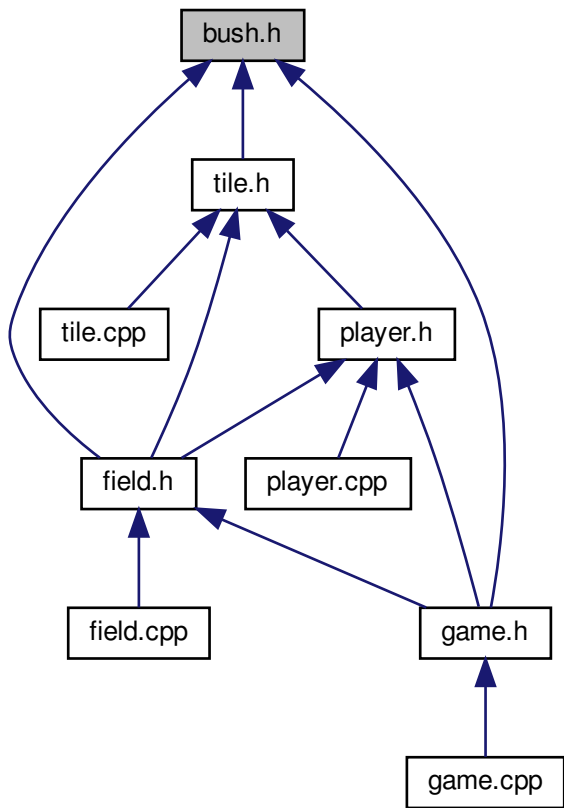 bush.h
tile.h
tile.cpp
player.h
field.h
player.cpp
field.cpp
game.h
game.cpp